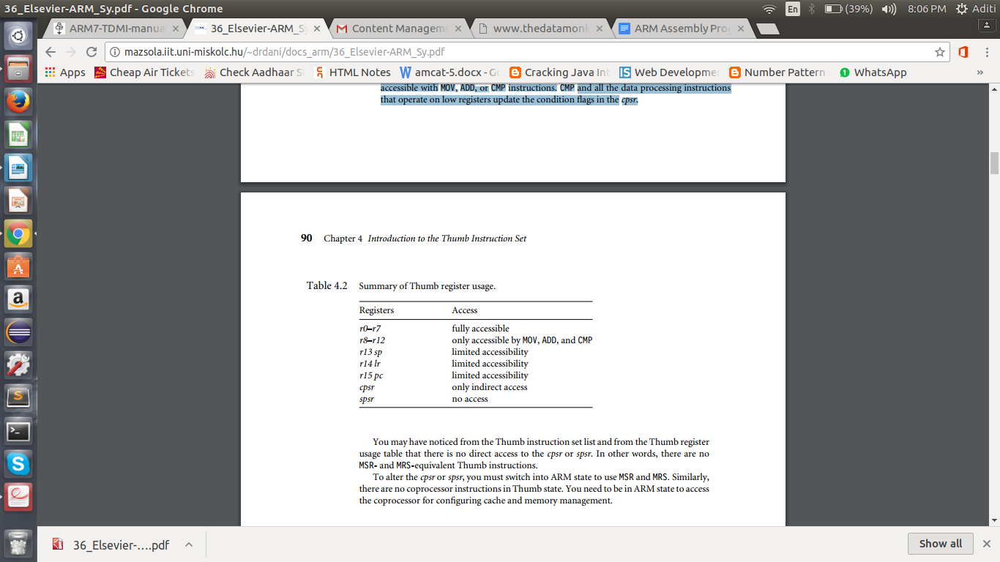 36_Elsevier-ARM_Sy.pdf - Google Chrome
En
(39%)
8:06 PM
Aditi
ARM7-TDMI-manua
36_Elsevier-ARM_S
Content Managem
www.thedatamonk
ARM Assembly Pro
mazsola.iit.uni-miskolc.hu/~drdani/docs_arm/36_Elsevier-ARM_Sy.pdf
Apps
Cheap Air Tickets
Check Aadhaar S
HTML Notes
amcat-5.docx - Go
Cracking Java Int
Web Developme
Number Pattern
WhatsApp
»
accessible with MOV, ADD, or CMP instructions. CMP and all the data processing instructions
that operate on low registers update the condition flags in the cpsr.
90 Chapter 4 Introduction to the Thumb Instruction Set
Table 4.2 Summary of Thumb register usage.
Registers Access
r0–r7 fully accessible
r8–r12 only accessible by MOV, ADD, and CMP
r13 sp limited accessibility
r14 lr limited accessibility
r15 pc limited accessibility
cpsr only indirect access
spsr no access
You may have noticed from the Thumb instruction set list and from the Thumb register
usage table that there is no direct access to the cpsr or spsr. In other words, there are no
MSR- and MRS-equivalent Thumb instructions.
To alter the cpsr or spsr, you must switch into ARM state to use MSR and MRS. Similarly,
there are no coprocessor instructions in Thumb state. You need to be in ARM state to access
the coprocessor for configuring cache and memory management.
36_Elsevier-....pdf
Show all